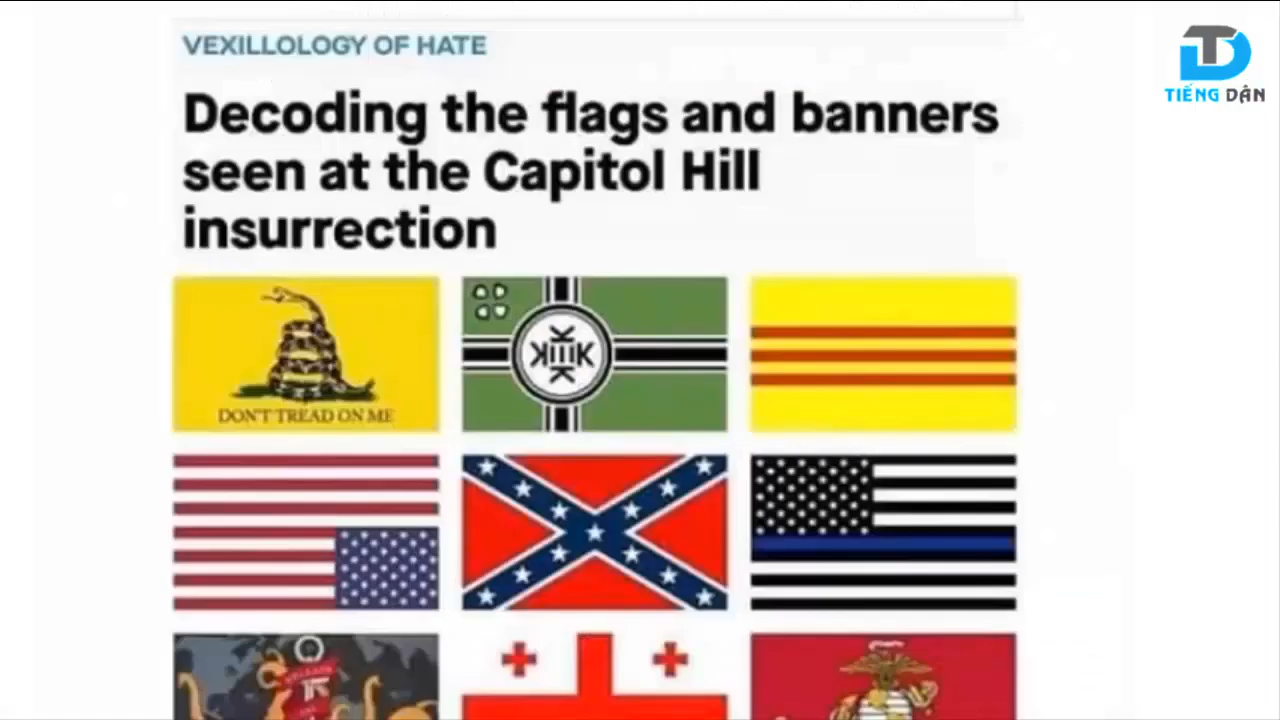 VEXILLOLOGY OF HATE
TIẾNG DÂN
Decoding the flags and banners
seen at the Capitol Hill
insurrection
DON'T TREAD ON ME